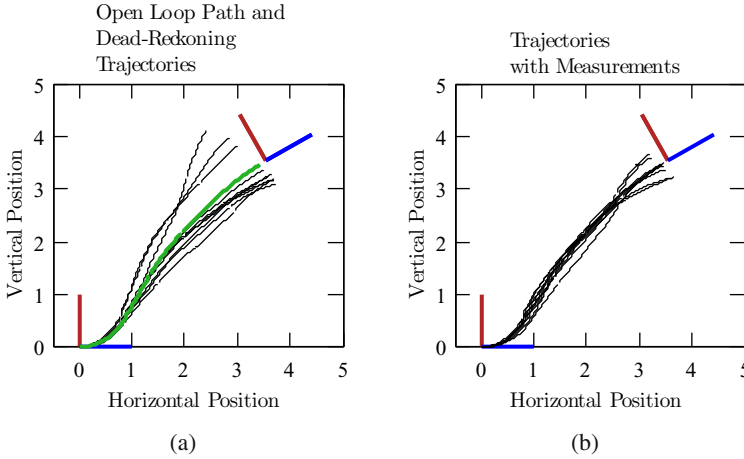 Open Loop Path and
Dead-Reckoning
Trajectories
5
4
3
2
1
0
Vertical Position
0 1 2 3 4 5
Horizontal Position
(a)
Trajectories
with Measurements
5
4
3
2
1
0
Vertical Position
0 1 2 3 4 5
Horizontal Position
(b)